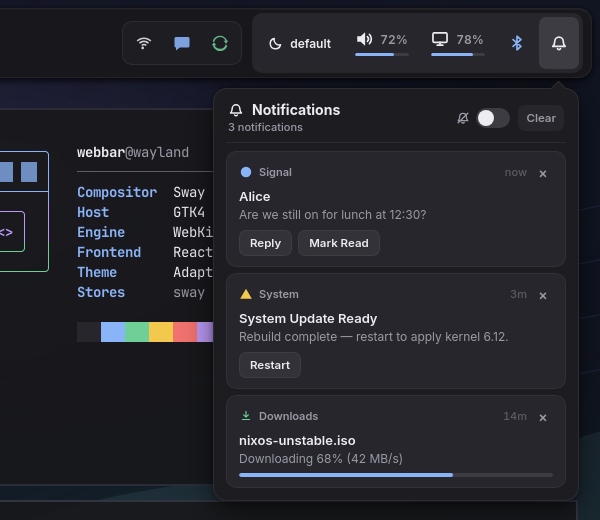 default
72%
78%
Notifications
3 notifications
Clear
webbar@wayland
Compositor Sway
Host GTK4
Engine WebKi
Frontend React
Theme Adapt
Stores sway
<>
Signal now ×
Alice
Are we still on for lunch at 12:30?
Reply Mark Read
System 3m ×
System Update Ready
Rebuild complete — restart to apply kernel 6.12.
Restart
Downloads 14m ×
nixos-unstable.iso
Downloading 68% (42 MB/s)